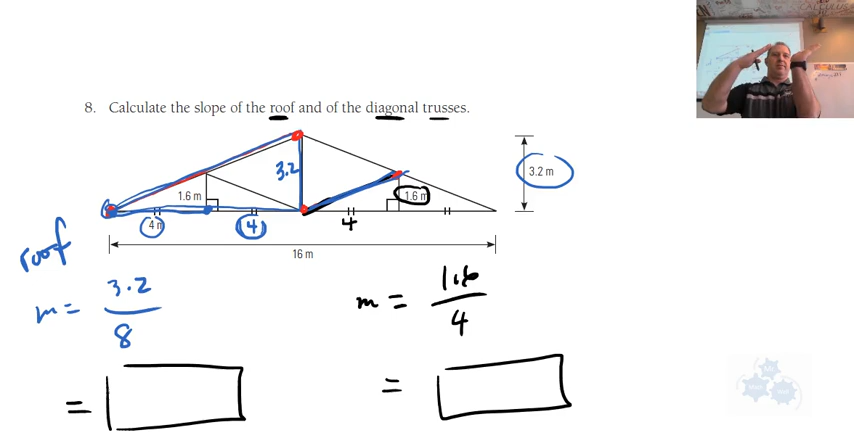 8. Calculate the slope of the roof and of the diagonal trusses.
3.2
3.2 m
1.6 m
1.6 m
4 m
4
4
16 m
roof
m = 3.2
8
m = 1.6
4
=
=